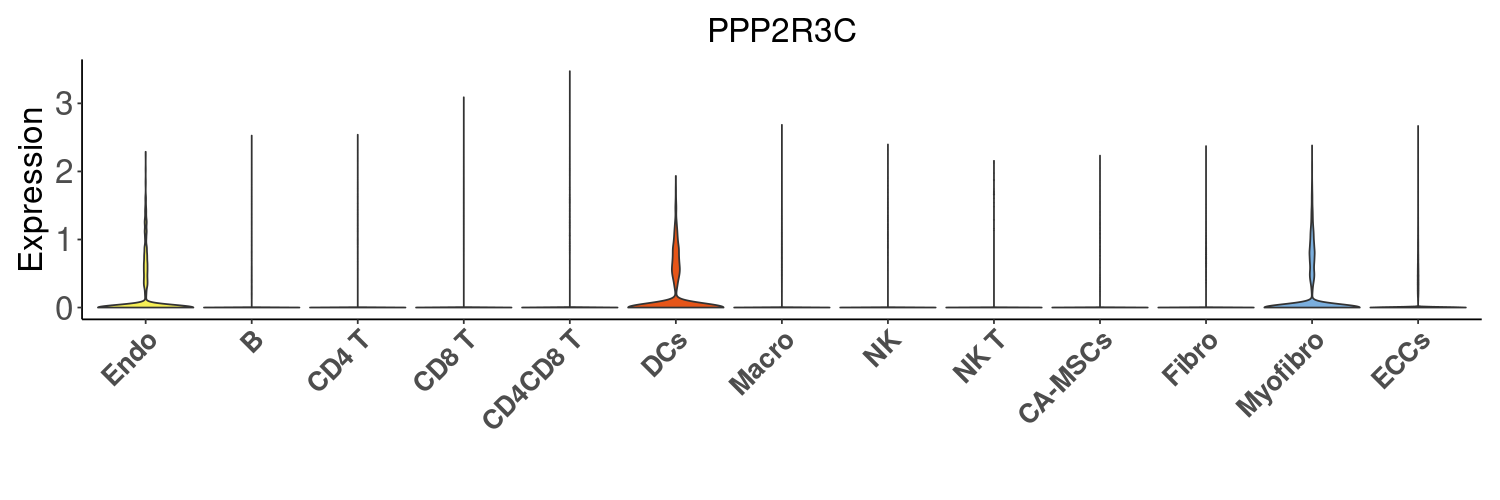 PPP2R3C
Expression
3
2
1
0
Endo
B
CD4 T
CD8 T
CD4CD8 T
DCs
Macro
NK
NK T
CA-MSCs
Fibro
Myofibro
ECCs